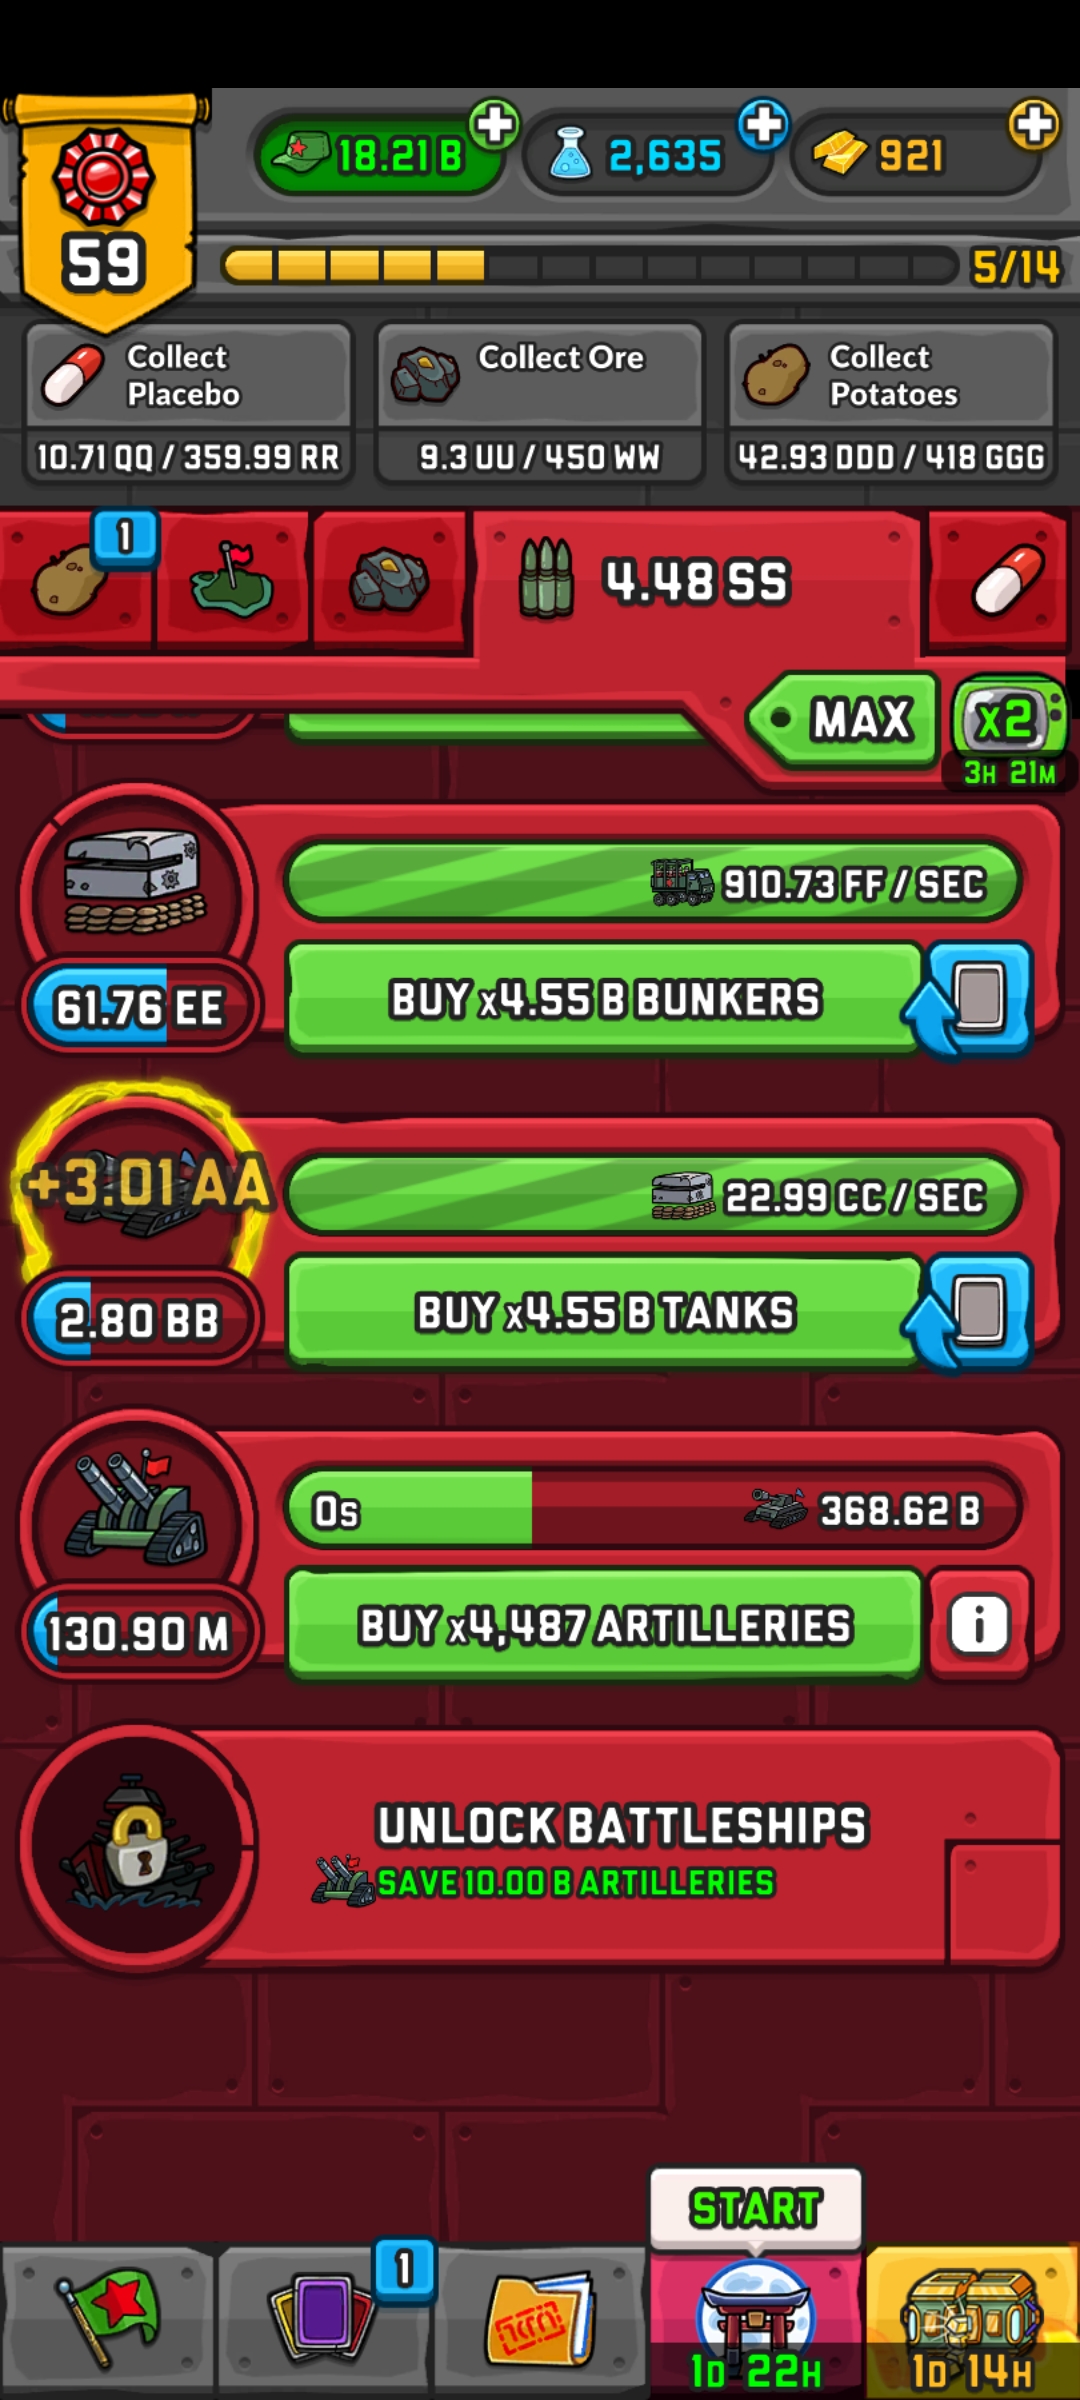 59
18.21 B
2,635
921
5/14
Collect
Placebo
10.71 QQ / 359.99 RR
Collect Ore
9.3 UU / 450 WW
Collect
Potatoes
42.93 DDD / 418 GGG
1
4.48 SS
MAX
x2
3H 21M
910.73 FF / SEC
61.76 EE
BUY x4.55 B BUNKERS
+3.01 AA
22.99 CC / SEC
2.80 BB
BUY x4.55 B TANKS
0s
368.62 B
130.90 M
BUY x4,487 ARTILLERIES
i
UNLOCK BATTLESHIPS
SAVE 10.00 B ARTILLERIES
START
1
1D 22H
1D 14H